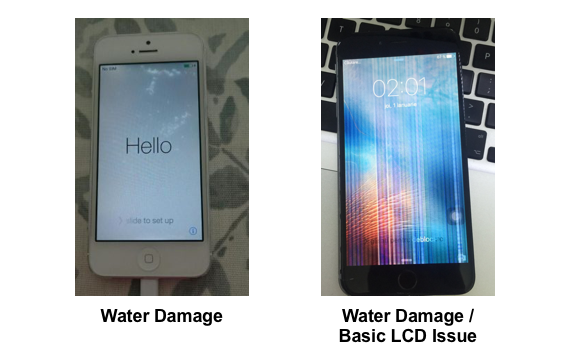 Hello
slide to set up
Water Damage
02:01
Water Damage /
Basic LCD Issue